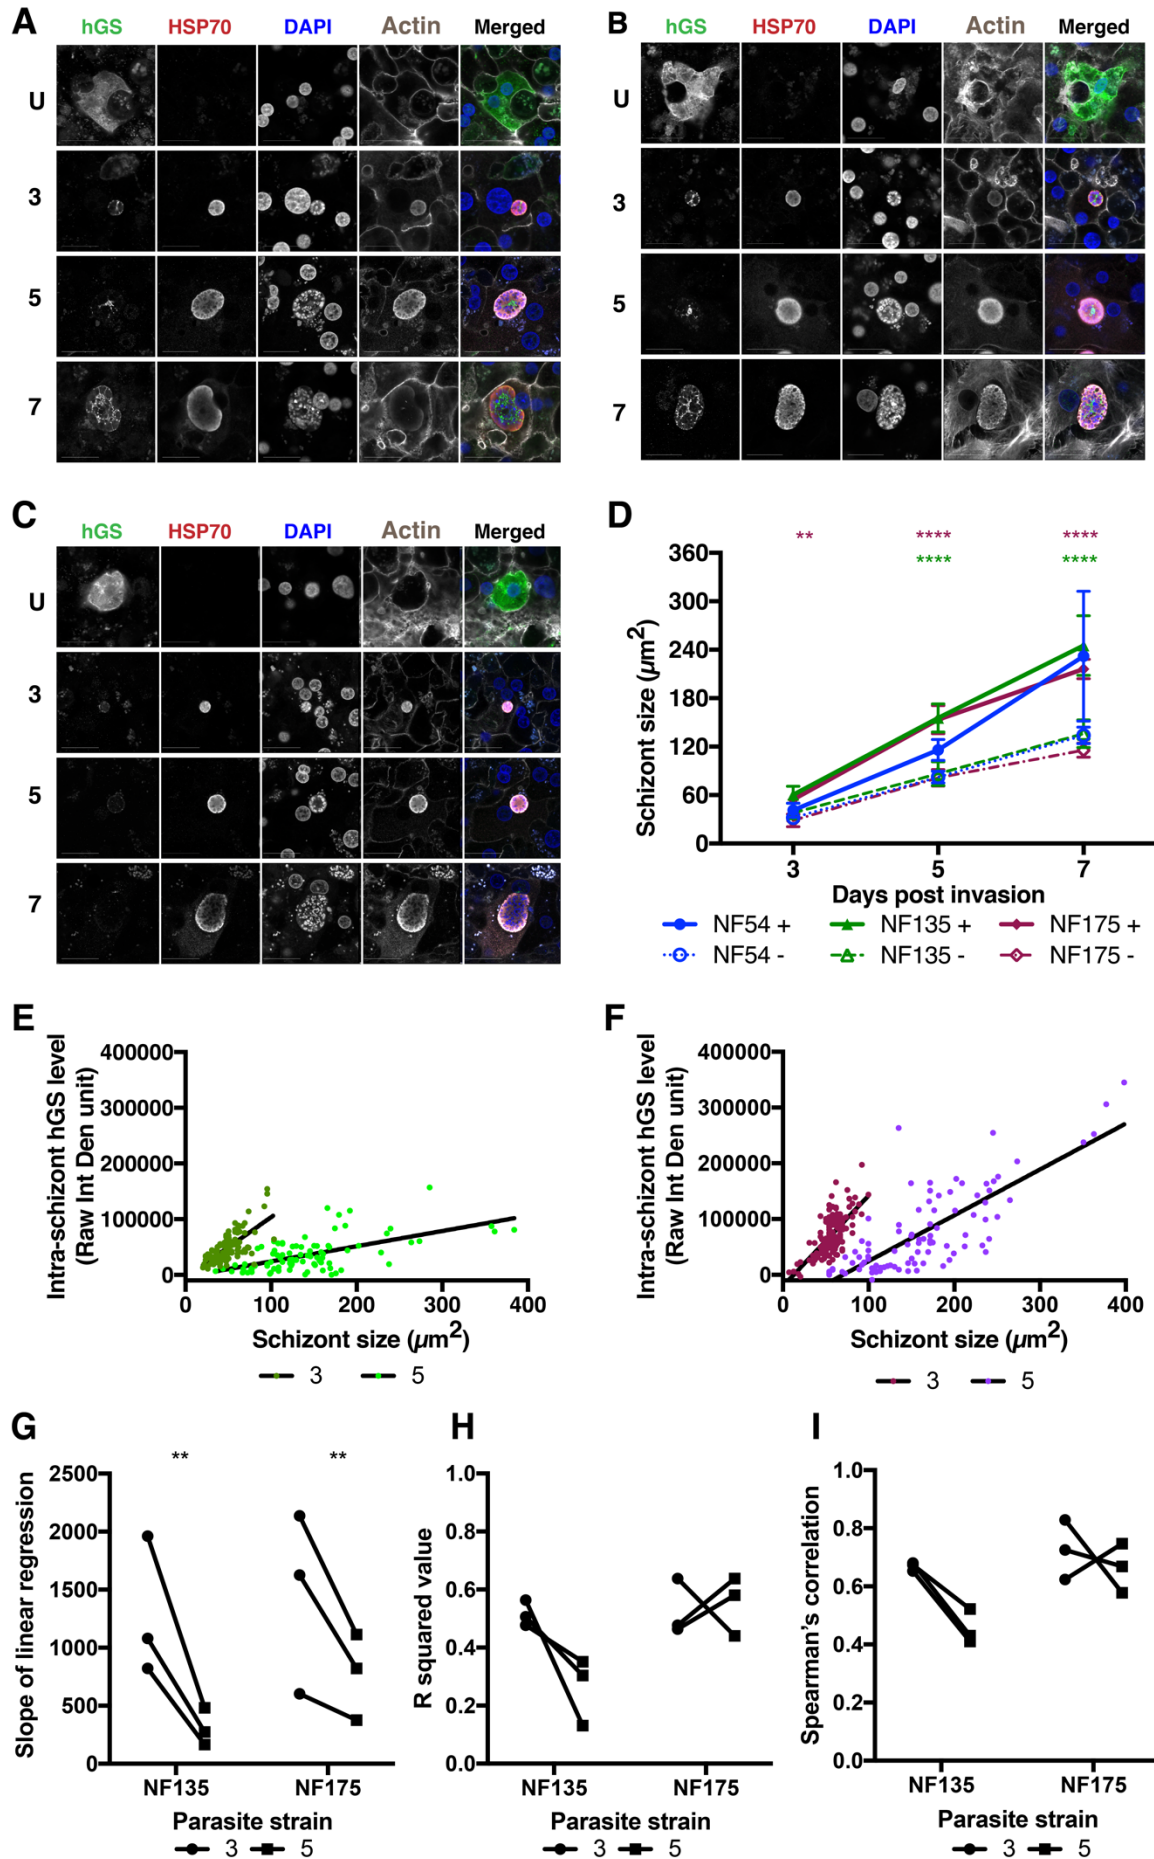 A
hGS HSP70 DAPI Actin Merged
U
3
5
7
B
hGS HSP70 DAPI Actin Merged
U
3
5
7
C
hGS HSP70 DAPI Actin Merged
U
3
5
7
D
** **** ****
**** ****
360
300
240
180
120
60
0
Schizont size (µm²)
3 5 7
Days post invasion
NF54 + NF135 + NF175 +
NF54 - NF135 - NF175 -
E
Intra-schizont hGS level
(Raw Int Den unit)
400000
300000
200000
100000
0
0 100 200 300 400
Schizont size (µm²)
3 5
F
Intra-schizont hGS level
(Raw Int Den unit)
400000
300000
200000
100000
0
0 100 200 300 400
Schizont size (µm²)
3 5
G
** **
Slope of linear regression
2500
2000
1500
1000
500
0
NF135 NF175
Parasite strain
3 5
H
R squared value
1.0
0.8
0.6
0.4
0.2
0.0
NF135 NF175
Parasite strain
3 5
I
Spearman's correlation
1.0
0.8
0.6
0.4
0.2
0.0
NF135 NF175
Parasite strain
3 5